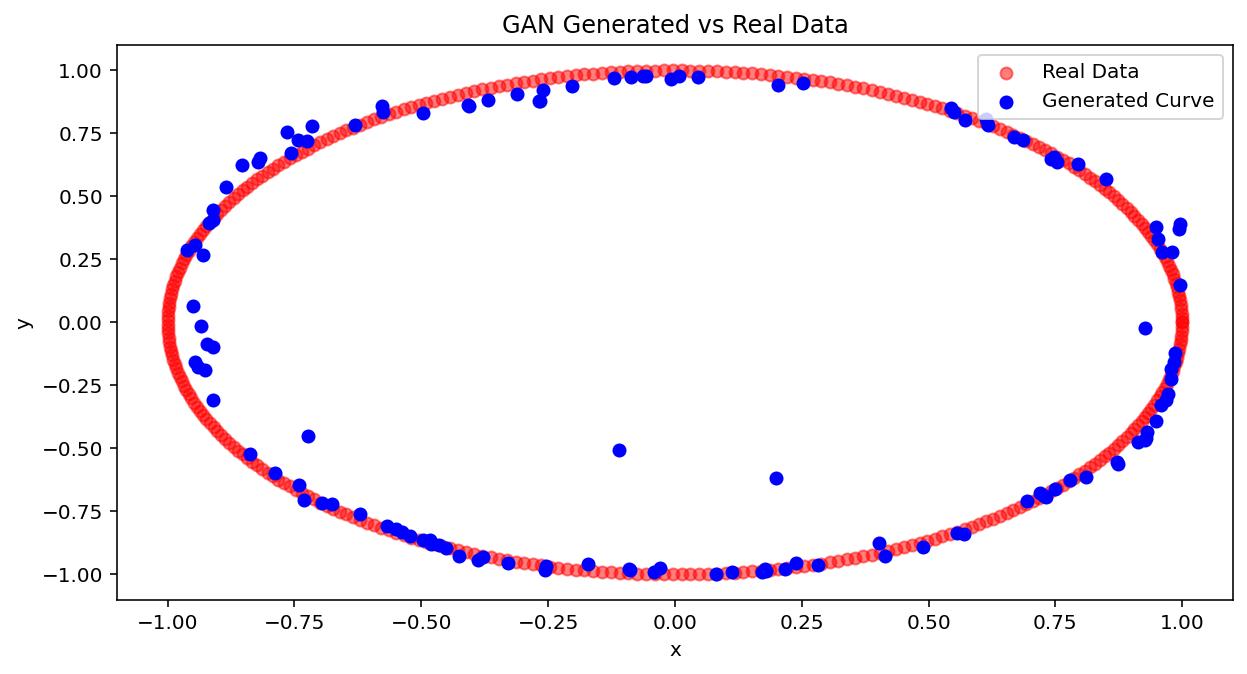 GAN Generated vs Real Data
1.00
0.75
0.50
0.25
0.00
−0.25
−0.50
−0.75
−1.00
y
Real Data
Generated Curve
−1.00 −0.75 −0.50 −0.25 0.00 0.25 0.50 0.75 1.00
x